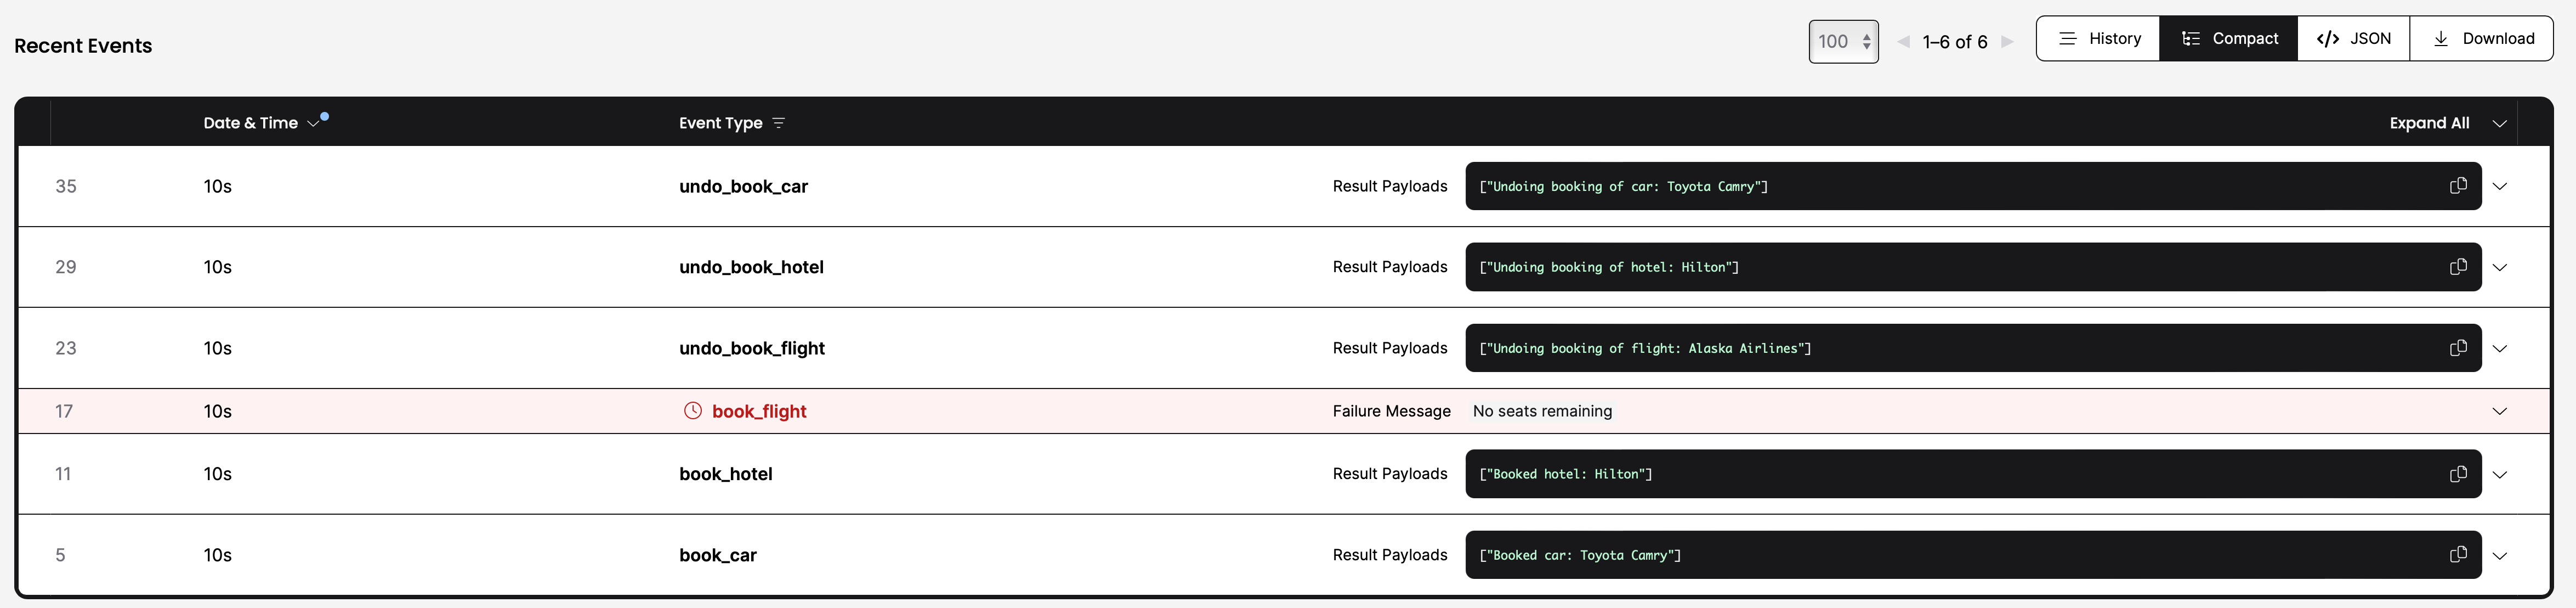 Recent Events
100
1–6 of 6
History
Compact
JSON
Download
Date & Time
Event Type
Expand All
35 10s undo_book_car Result Payloads ["Undoing booking of car: Toyota Camry"]
29 10s undo_book_hotel Result Payloads ["Undoing booking of hotel: Hilton"]
23 10s undo_book_flight Result Payloads ["Undoing booking of flight: Alaska Airlines"]
17 10s book_flight Failure Message No seats remaining
11 10s book_hotel Result Payloads ["Booked hotel: Hilton"]
5 10s book_car Result Payloads ["Booked car: Toyota Camry"]